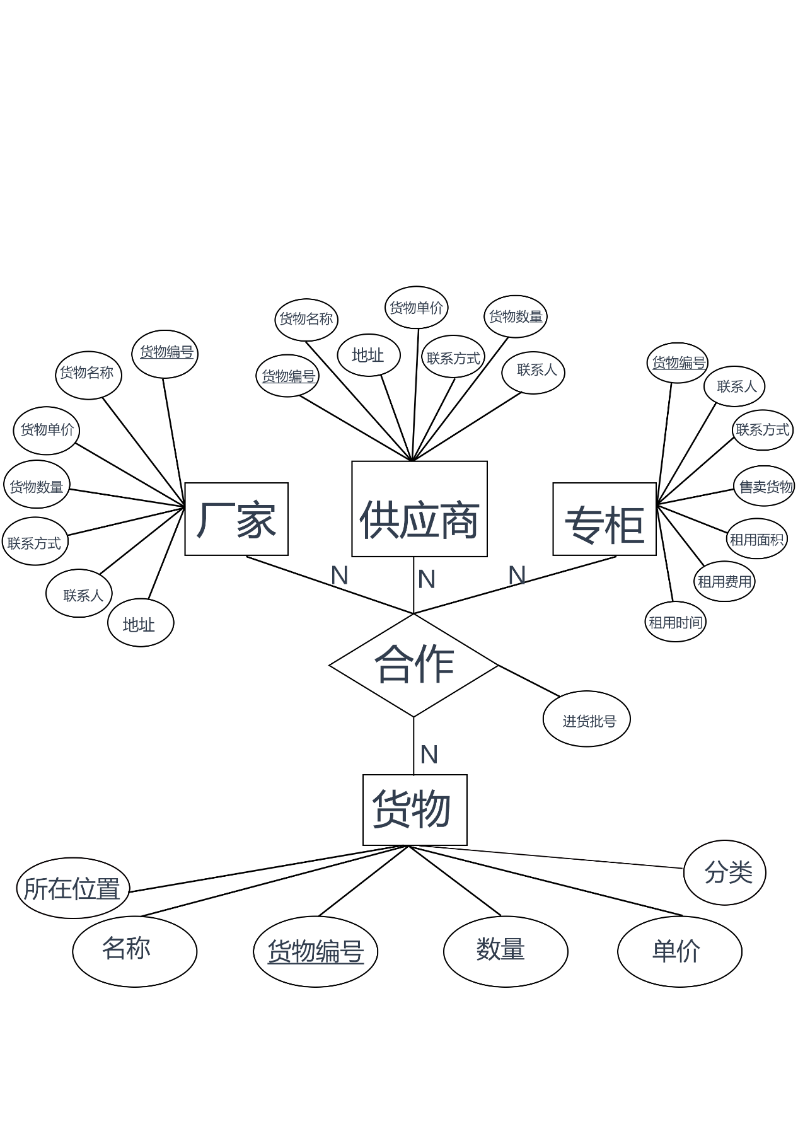 货物名称
货物单价
货物数量
货物编号
货物名称
地址
联系方式
联系人
货物编号
货物编号
联系人
货物单价
联系方式
货物数量
售卖货物
联系方式
租用面积
联系人
租用费用
地址
租用时间
厂家
供应商
专柜
N
N
N
合作
进货批号
N
货物
所在位置
分类
名称
货物编号
数量
单价